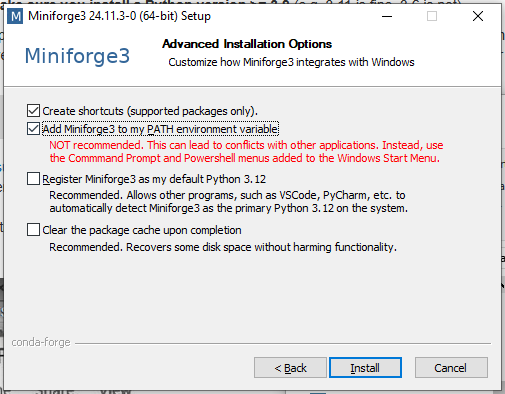 Miniforge3 24.11.3-0 (64-bit) Setup
Miniforge3
Advanced Installation Options
Customize how Miniforge3 integrates with Windows
Create shortcuts (supported packages only).
Add Miniforge3 to my PATH environment variable
NOT recommended. This can lead to conflicts with other applications. Instead, use
the Commmand Prompt and Powershell menus added to the Windows Start Menu.
Register Miniforge3 as my default Python 3.12
Recommended. Allows other programs, such as VSCode, PyCharm, etc. to
automatically detect Miniforge3 as the primary Python 3.12 on the system.
Clear the package cache upon completion
Recommended. Recovers some disk space without harming functionality.
conda-forge
< Back
Install
Cancel